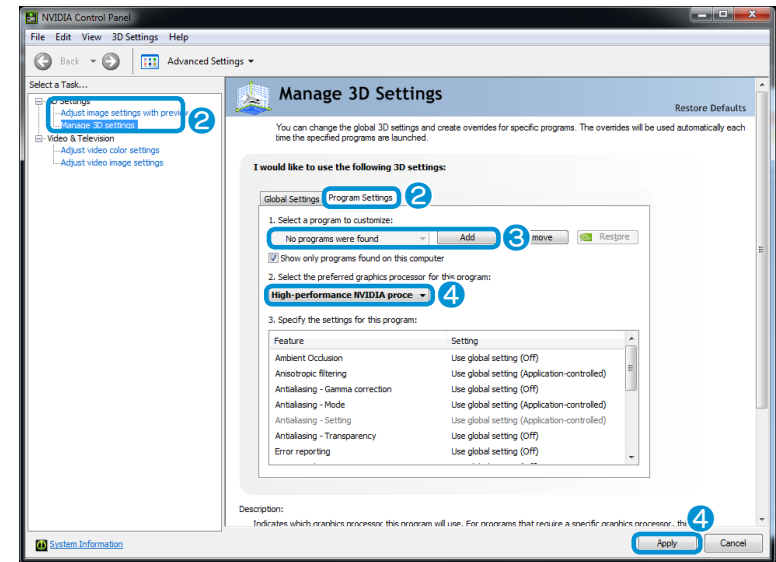 NVIDIA Control Panel
File Edit View 3D Settings Help
Back Advanced Settings
Select a Task...
3D Settings
Adjust image settings with preview
Manage 3D settings
Video & Television
Adjust video color settings
Adjust video image settings
2
System Information
Manage 3D Settings
Restore Defaults
You can change the global 3D settings and create overrides for specific programs. The overrides will be used automatically each
time the specified programs are launched.
I would like to use the following 3D settings:
Global Settings Program Settings 2
1. Select a program to customize:
No programs were found Add 3 move Restore
Show only programs found on this computer
2. Select the preferred graphics processor for this program:
High-performance NVIDIA proce 4
3. Specify the settings for this program:
Feature Setting
Ambient Occlusion Use global setting (Off)
Anisotropic filtering Use global setting (Application-controlled)
Antialiasing - Gamma correction Use global setting (Off)
Antialiasing - Mode Use global setting (Application-controlled)
Antialiasing - Setting Use global setting (Application-controlled)
Antialiasing - Transparency Use global setting (Off)
Error reporting Use global setting (Off)
Description:
Indicates which graphics processor this program will use. For programs that require a specific graphics processor, thi
4
Apply Cancel